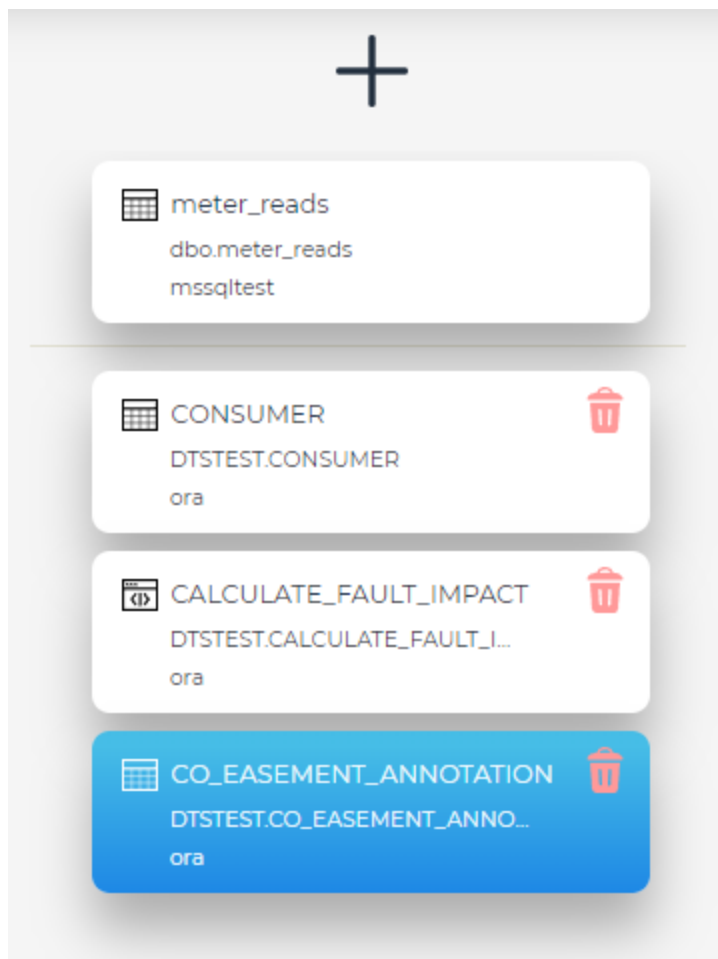 meter_reads
dbo.meter_reads
mssqltest
CONSUMER
DTSTEST.CONSUMER
ora
CALCULATE_FAULT_IMPACT
DTSTEST.CALCULATE_FAULT_I...
ora
CO_EASEMENT_ANNOTATION
DTSTEST.CO_EASEMENT_ANNO...
ora